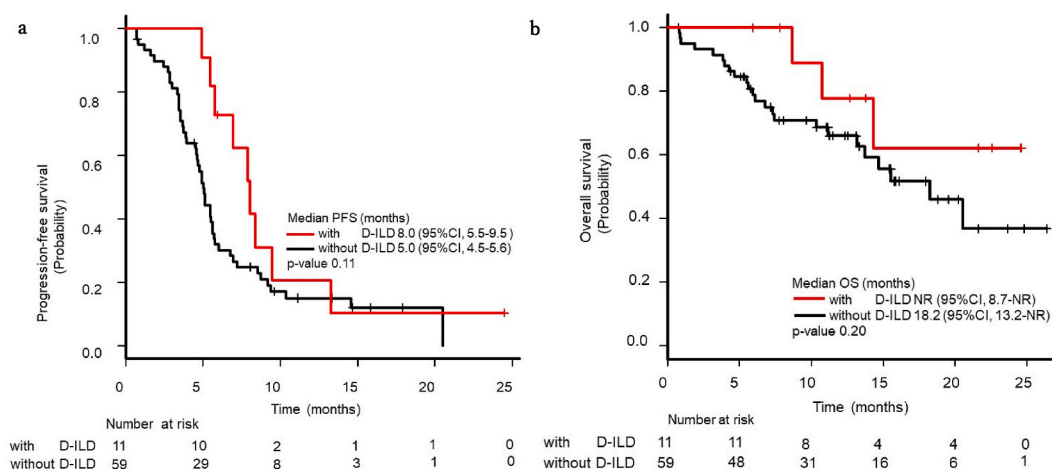 a
1.0
0.8
0.6
0.4
0.2
0.0
Progression-free survival
(Probability)
Median PFS (months)
with D-ILD 8.0 (95%CI, 5.5-9.5)
without D-ILD 5.0 (95%CI, 4.5-5.6)
p-value 0.11
0 5 10 15 20 25
Time (months)
Number at risk
with D-ILD 11 10 2 1 1 0
without D-ILD 59 29 8 3 1 0
b
1.0
0.8
0.6
0.4
0.2
0.0
Overall survival
(Probability)
Median OS (months)
with D-ILD NR (95%CI, 8.7-NR)
without D-ILD 18.2 (95%CI, 13.2-NR)
p-value 0.20
0 5 10 15 20 25
Time (months)
Number at risk
with D-ILD 11 11 8 4 4 0
without D-ILD 59 48 31 16 6 1